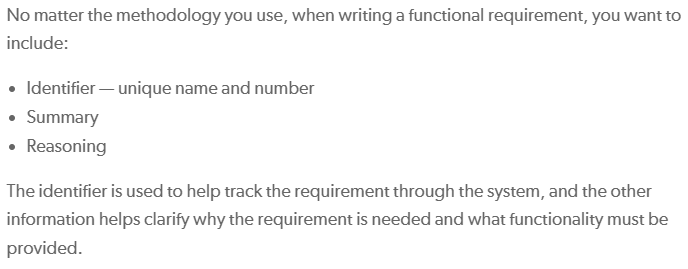 No matter the methodology you use, when writing a functional requirement, you want to
include:
• Identifier — unique name and number
• Summary
• Reasoning
The identifier is used to help track the requirement through the system, and the other
information helps clarify why the requirement is needed and what functionality must be
provided.